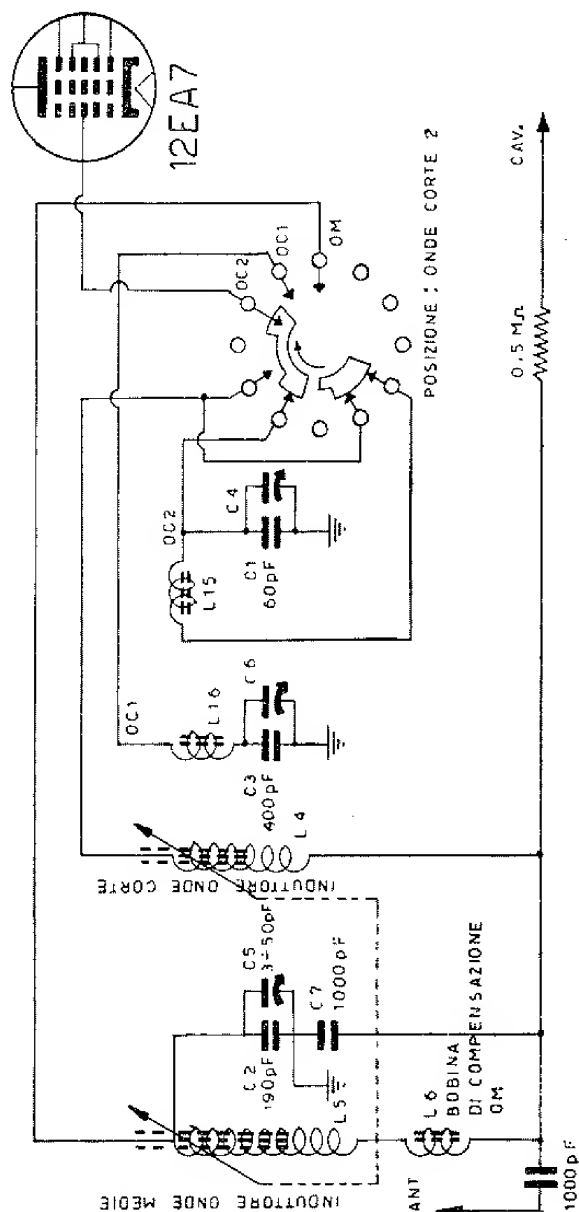 12EA7
OC2
OC1
OM
CAV.
0,5 MΩ
POSIZIONE : ONDE CORTE 2
OC2
L15
C4
C1
60pF
OC1
L16
C6
C3
400pF
L4
INDUTTORE ONDE CORTE
C5
3÷50pF
C2
190pF
C7
1000pF
L5
INDUTTORE ONDE MEDIE
L6
BOBINA
DI COMPENSAZIONE
OM
ANT
1000pF